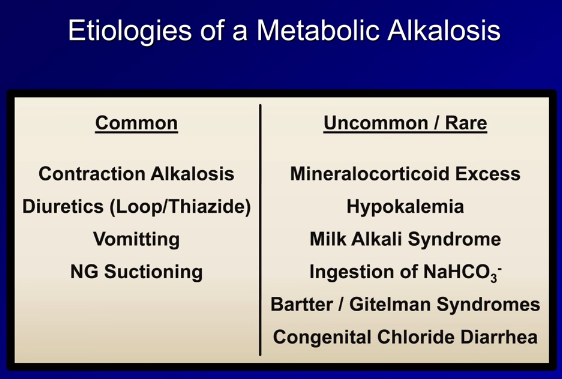 Etiologies of a Metabolic Alkalosis
Common
Contraction Alkalosis
Diuretics (Loop/Thiazide)
Vomitting
NG Suctioning
Uncommon / Rare
Mineralocorticoid Excess
Hypokalemia
Milk Alkali Syndrome
Ingestion of NaHCO₃⁻
Bartter / Gitelman Syndromes
Congenital Chloride Diarrhea